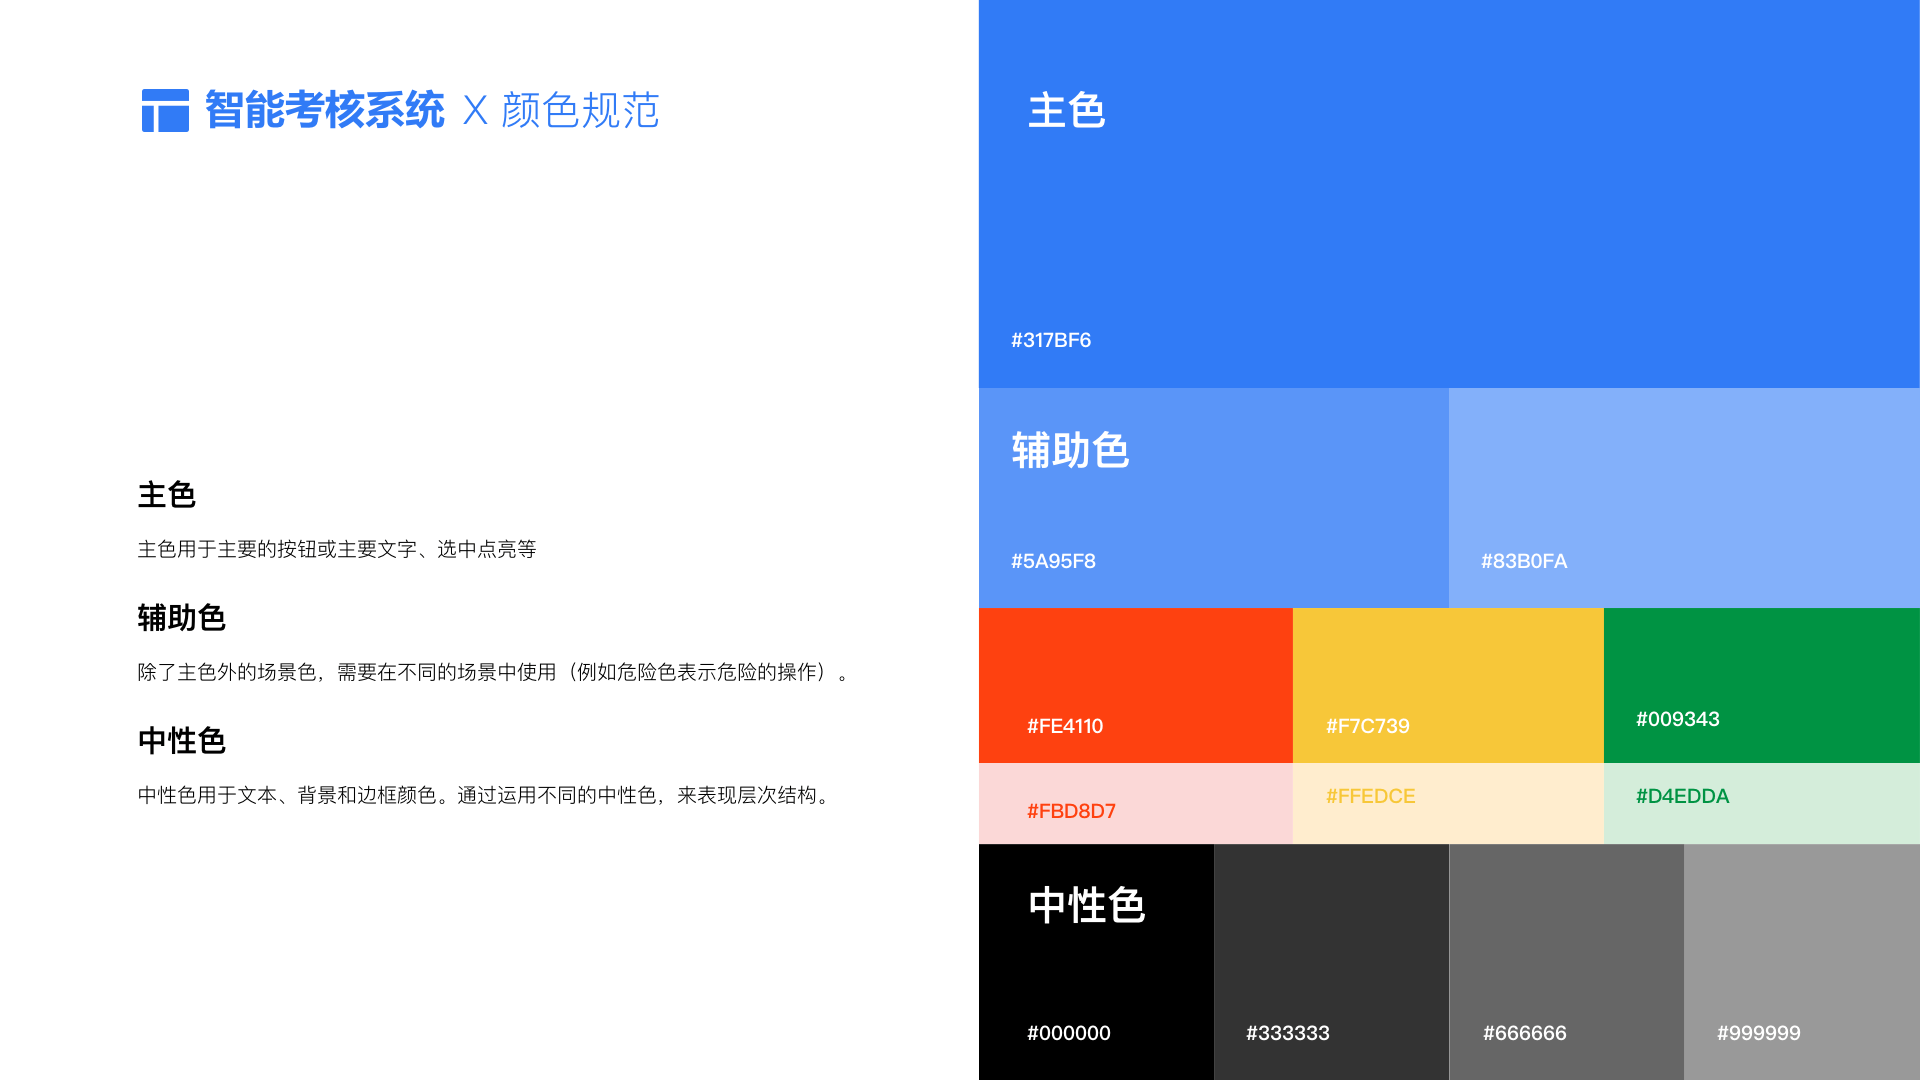 智能考核系统 X 颜色规范
主色
主色用于主要的按钮或主要文字、选中点亮等
辅助色
除了主色外的场景色，需要在不同的场景中使用（例如危险色表示危险的操作）。
中性色
中性色用于文本、背景和边框颜色。通过运用不同的中性色，来表现层次结构。
主色
#317BF6
辅助色
#5A95F8
#83B0FA
#FE4110
#F7C739
#009343
#FBD8D7
#FFEDCE
#D4EDDA
中性色
#000000
#333333
#666666
#999999